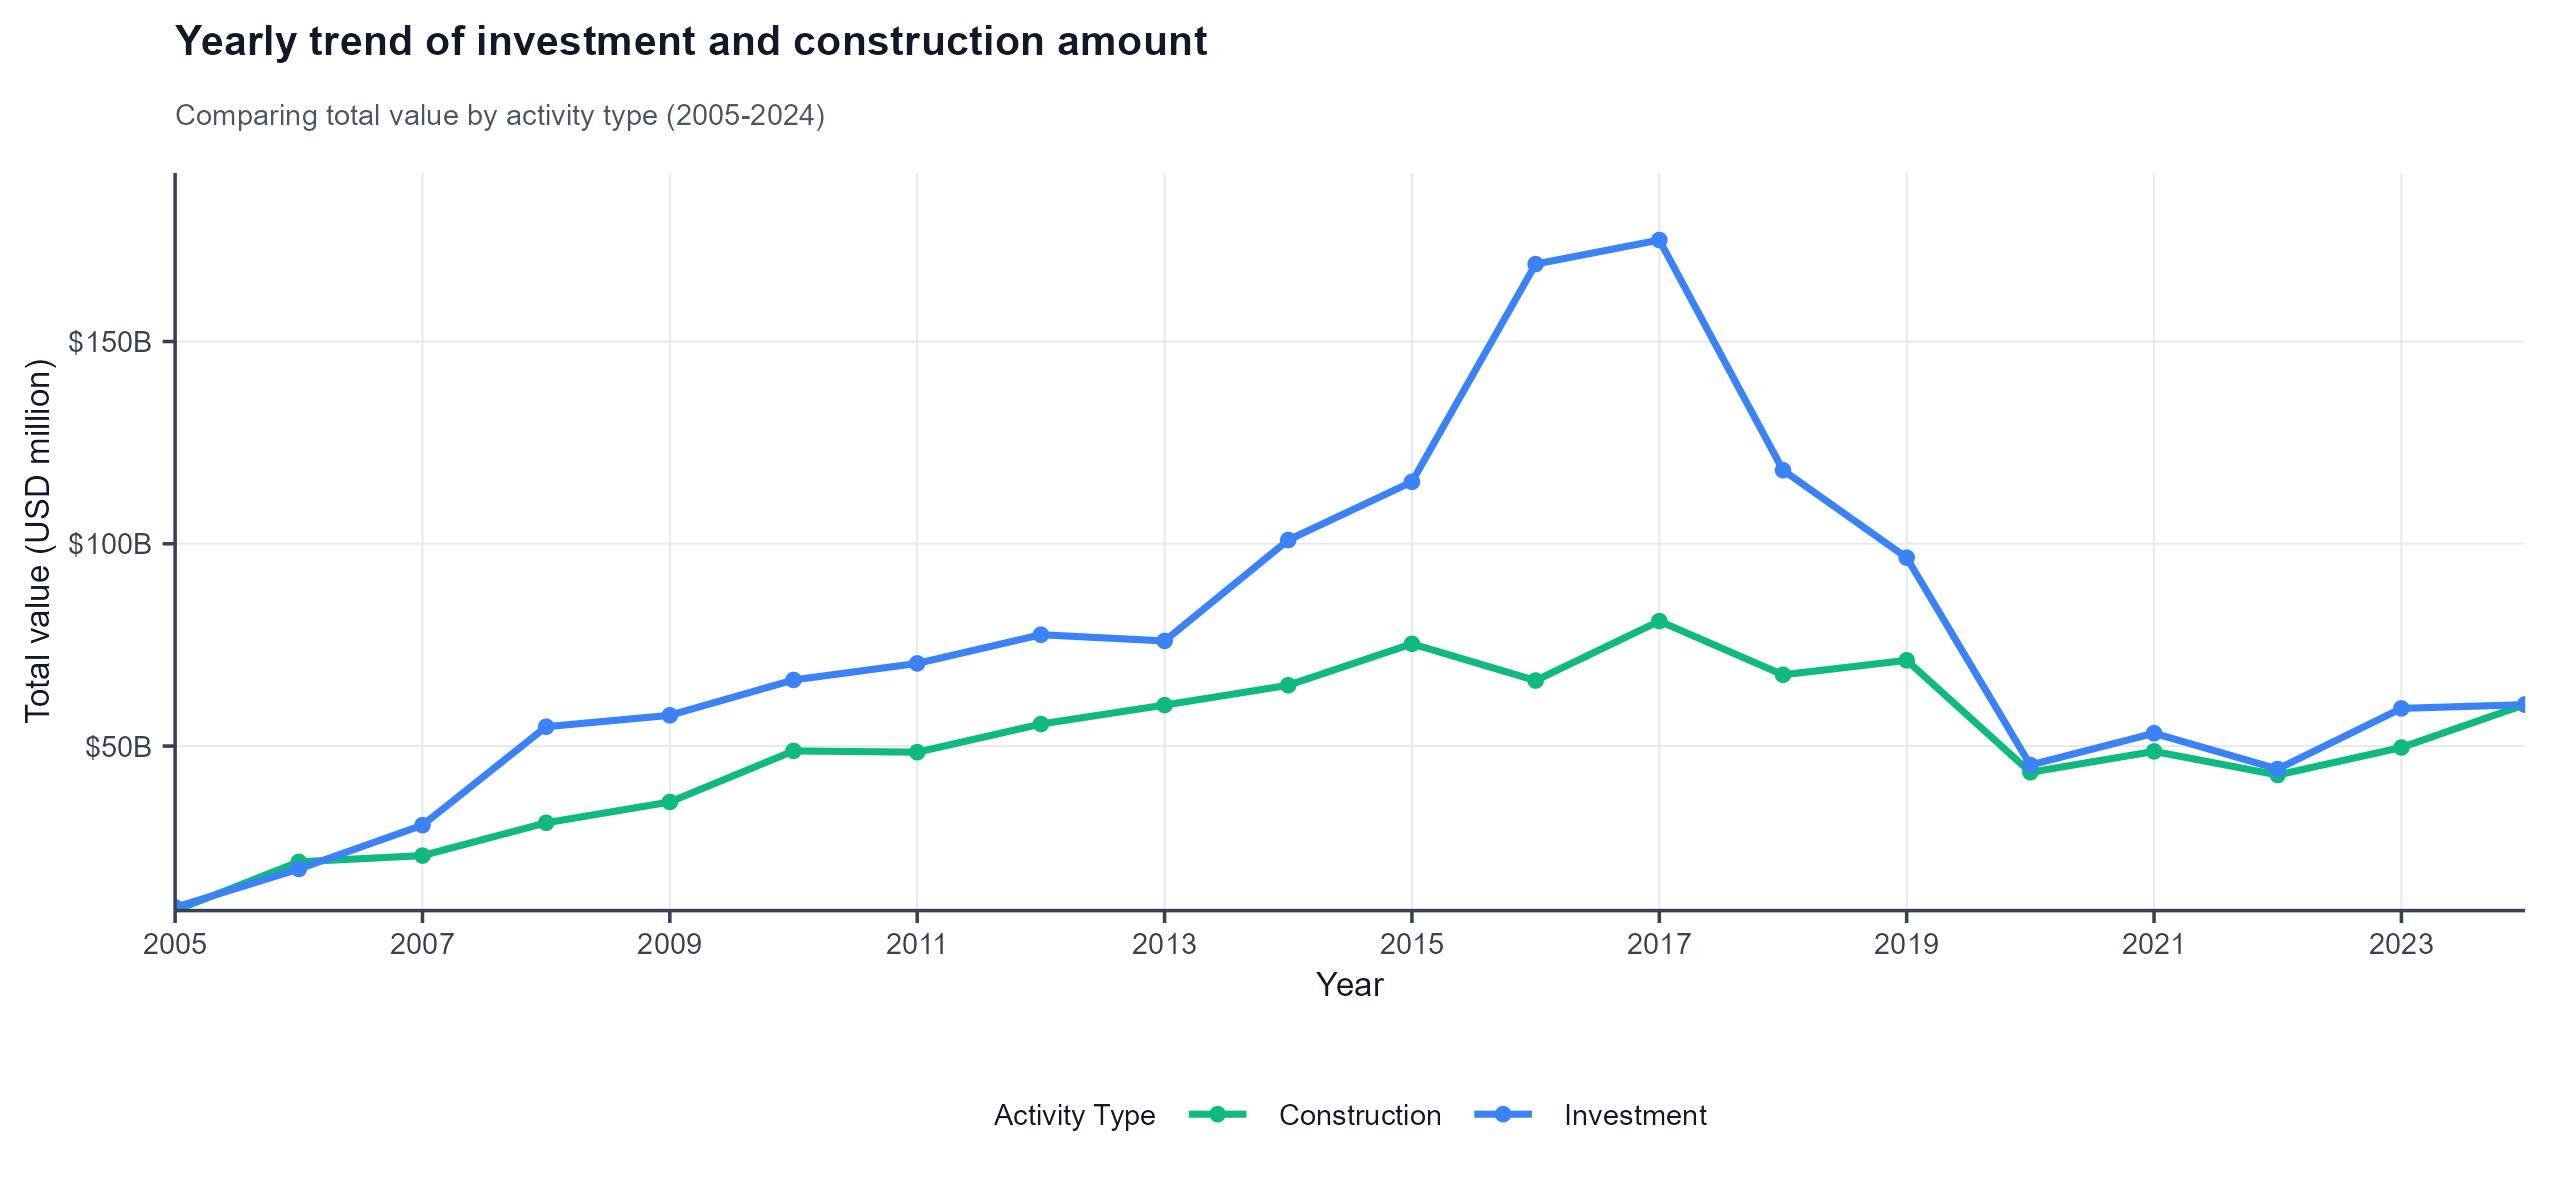 Yearly trend of investment and construction amount
Comparing total value by activity type (2005-2024)
Total value (USD million)
$150B
$100B
$50B
2005 2007 2009 2011 2013 2015 2017 2019 2021 2023
Year
Activity Type Construction Investment